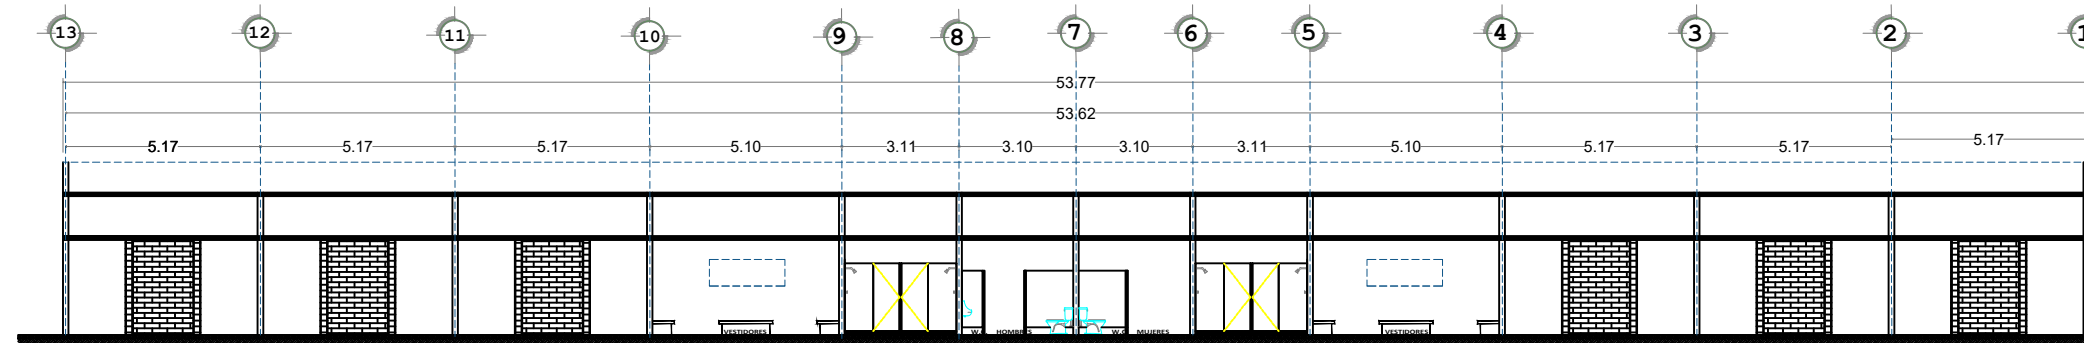 13 12 11 10 9 8 7 6 5 4 3 2 1
53.77
53.62
5.17 5.17 5.17 5.10 3.11 3.10 3.10 3.11 5.10 5.17 5.17 5.17
VESTIDORES W.C. HOMBRES W.C. MUJERES VESTIDORES